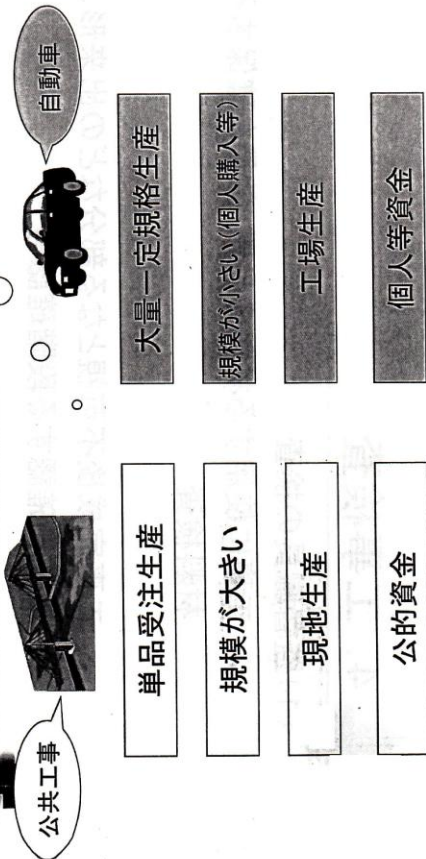 公共工事
自動車
単品受注生産
大量一定規格生産
規模が大きい
規模が小さい(個人購入等)
現地生産
工場生産
公的資金
個人等資金